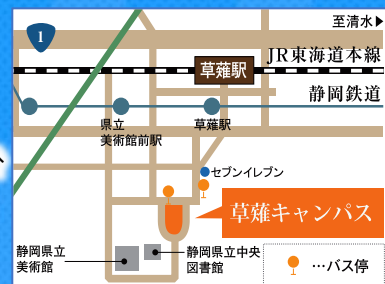 至清水▶
1
JR東海道本線
草薙駅
静岡鉄道
県立
美術館前駅
草薙駅
セブンイレブン
草薙キャンパス
静岡県立
美術館
静岡県立中央
図書館
…バス停